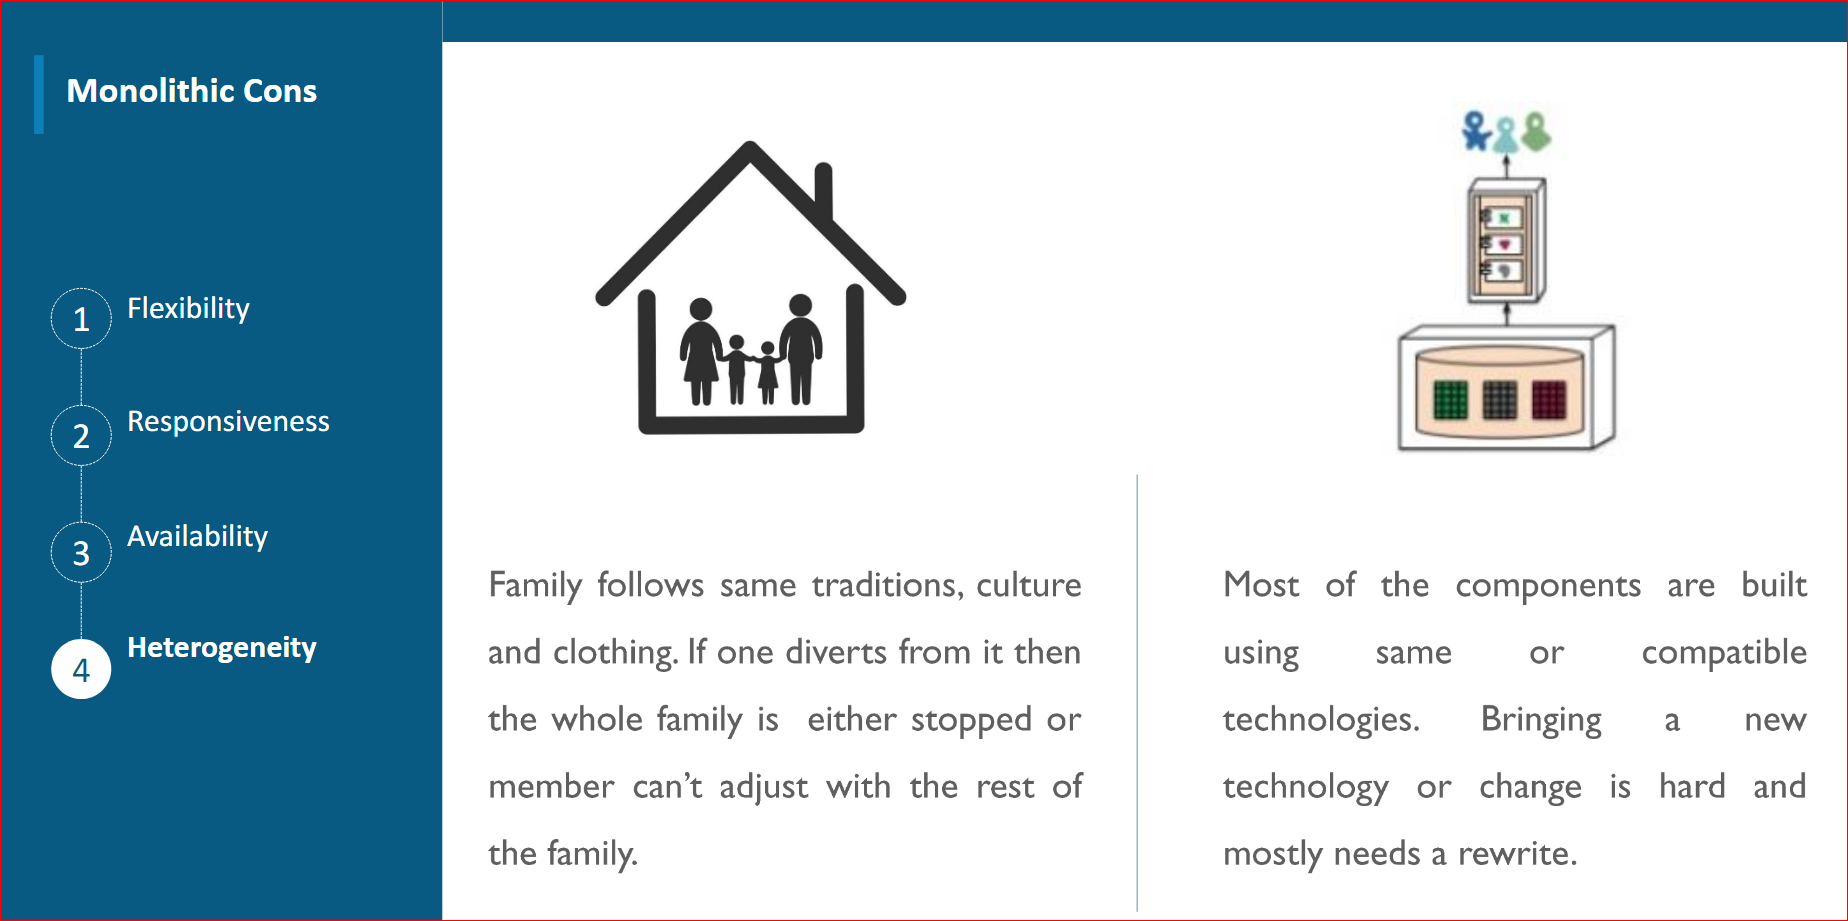 Monolithic Cons
1
Flexibility
2
Responsiveness
3
Availability
4
Heterogeneity
Family follows same traditions, culture
and clothing. If one diverts from it then
the whole family is either stopped or
member can’t adjust with the rest of
the family.
Most of the components are built
using same or compatible
technologies. Bringing a new
technology or change is hard and
mostly needs a rewrite.